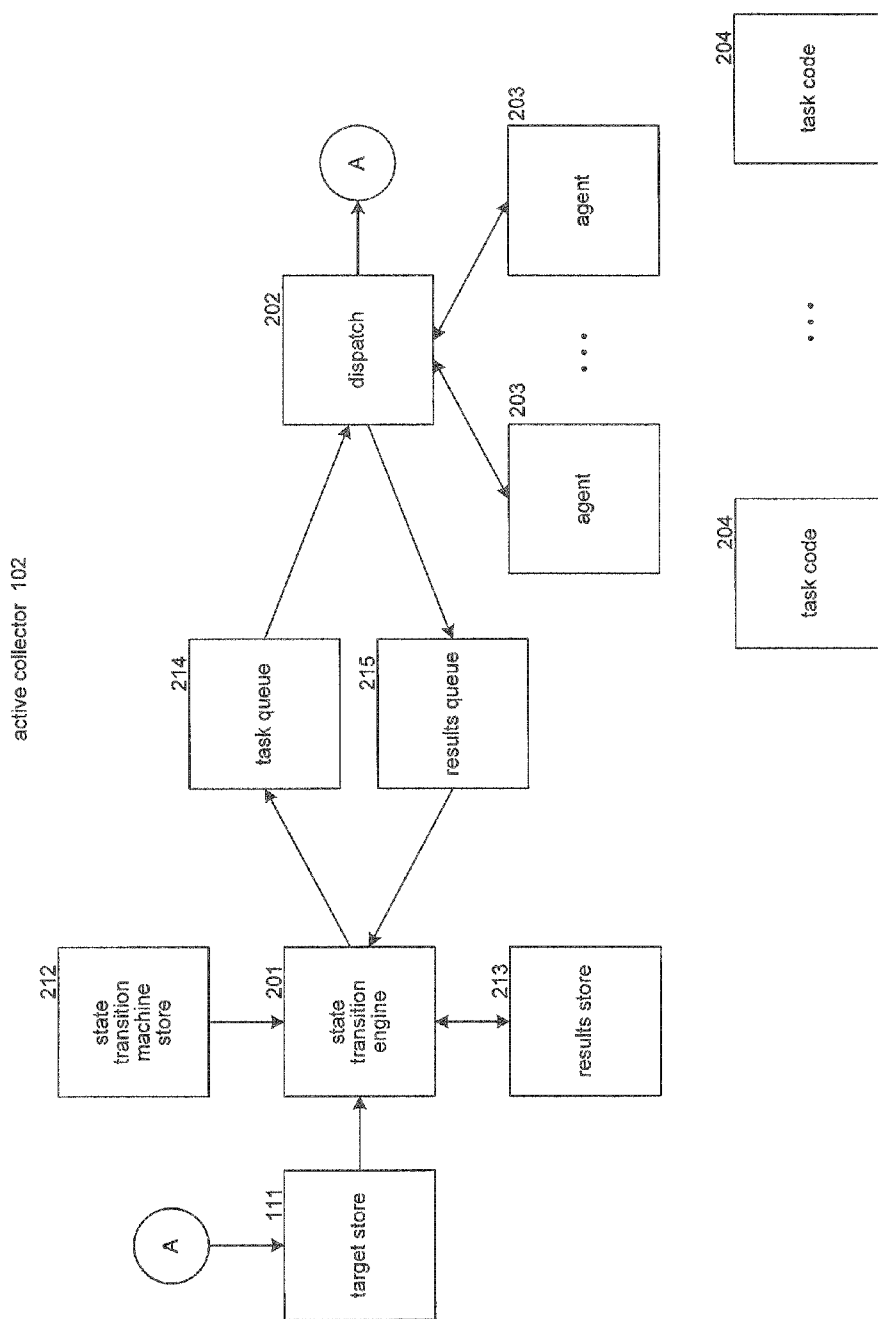 active collector 102
A
111
target store
212
state
transition
machine
store
201
state
transition
engine
213
results store
214
task queue
215
results queue
202
dispatch
A
203
agent
203
agent
...
204
task code
204
task code
...